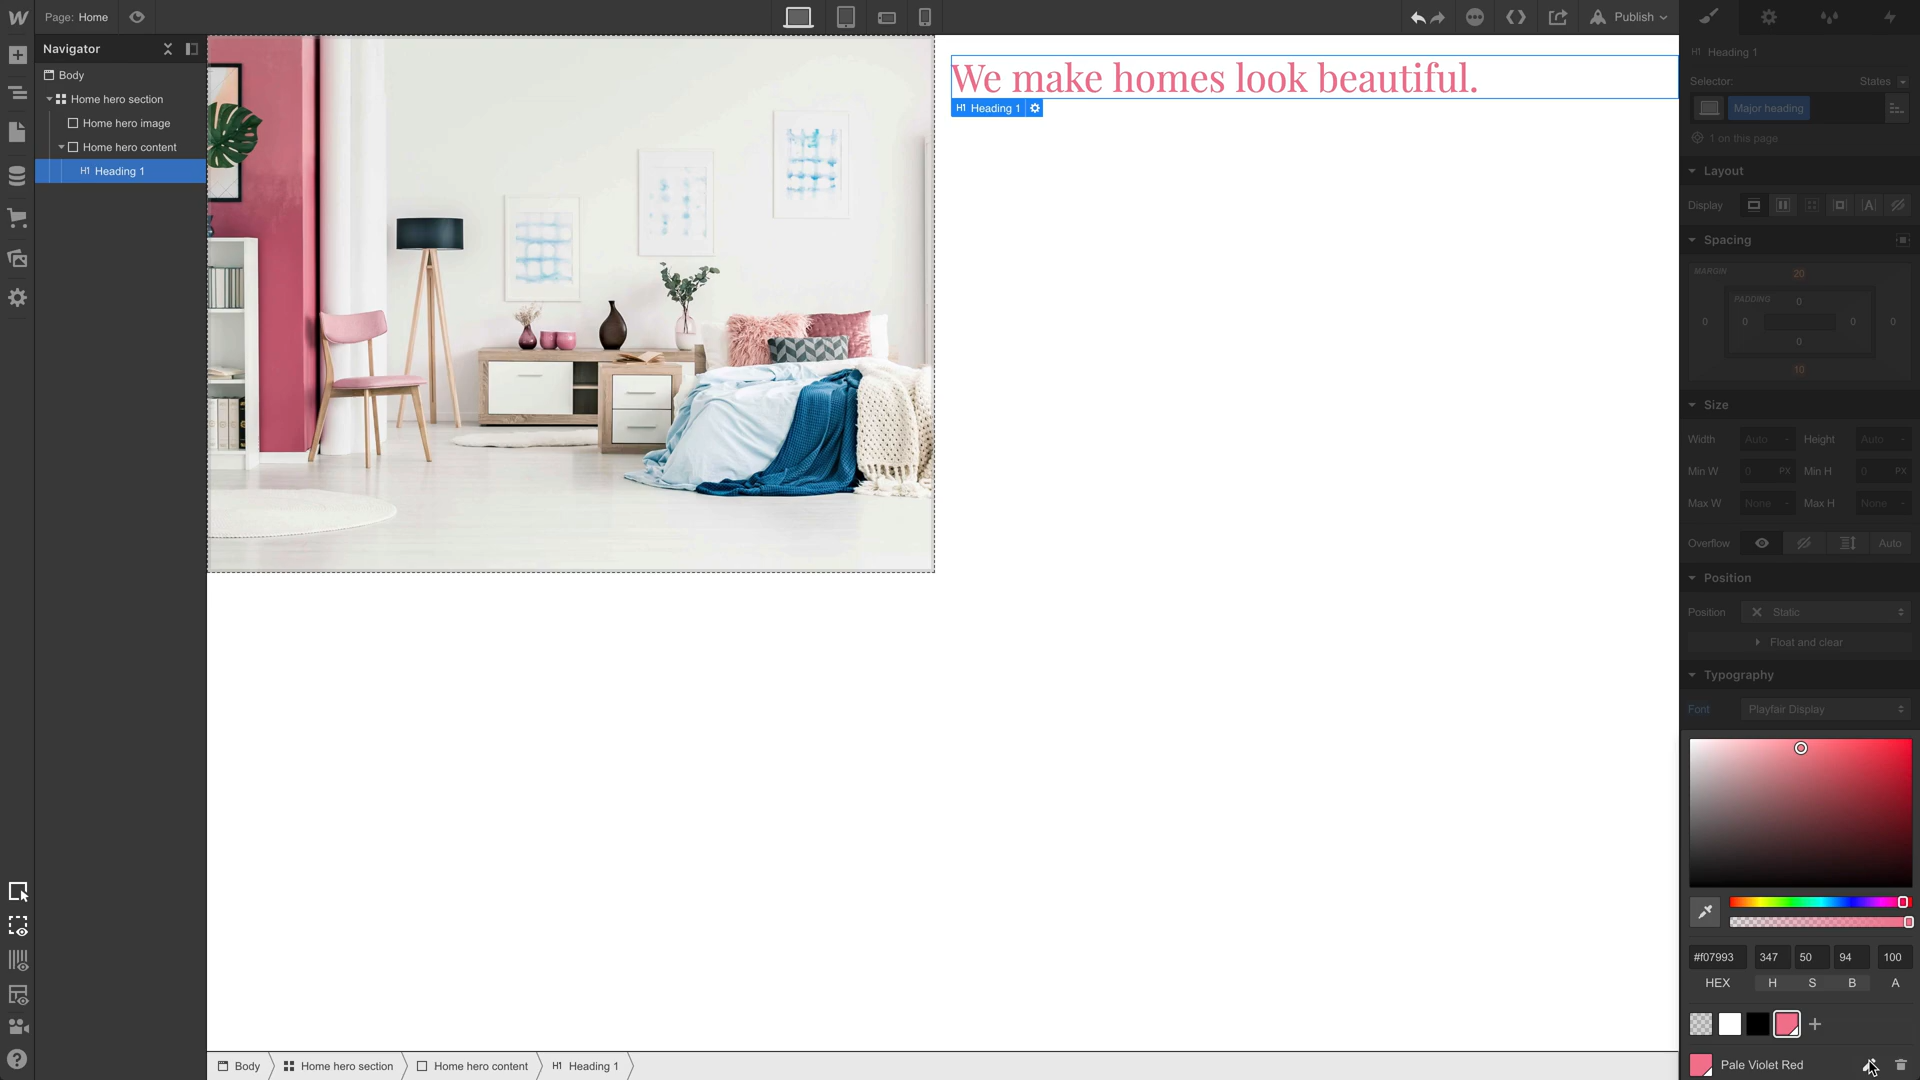 Page: Home
Publish
Navigator
Body
Home hero section
Home hero image
Home hero content
H1 Heading 1
We make homes look beautiful.
H1 Heading 1
H1 Heading 1
Selector:
States
Major heading
1 on this page
Layout
Display
Spacing
MARGIN
20
PADDING
0
0
0
0
0
0
10
Size
Width Auto - Height Auto -
Min W 0 PX Min H 0 PX
Max W None - Max H None -
Overflow Auto
Position
Position Static
Float and clear
Typography
Font Playfair Display
#f07993 347 50 94 100
HEX H S B A
Pale Violet Red
Body Home hero section Home hero content H1 Heading 1